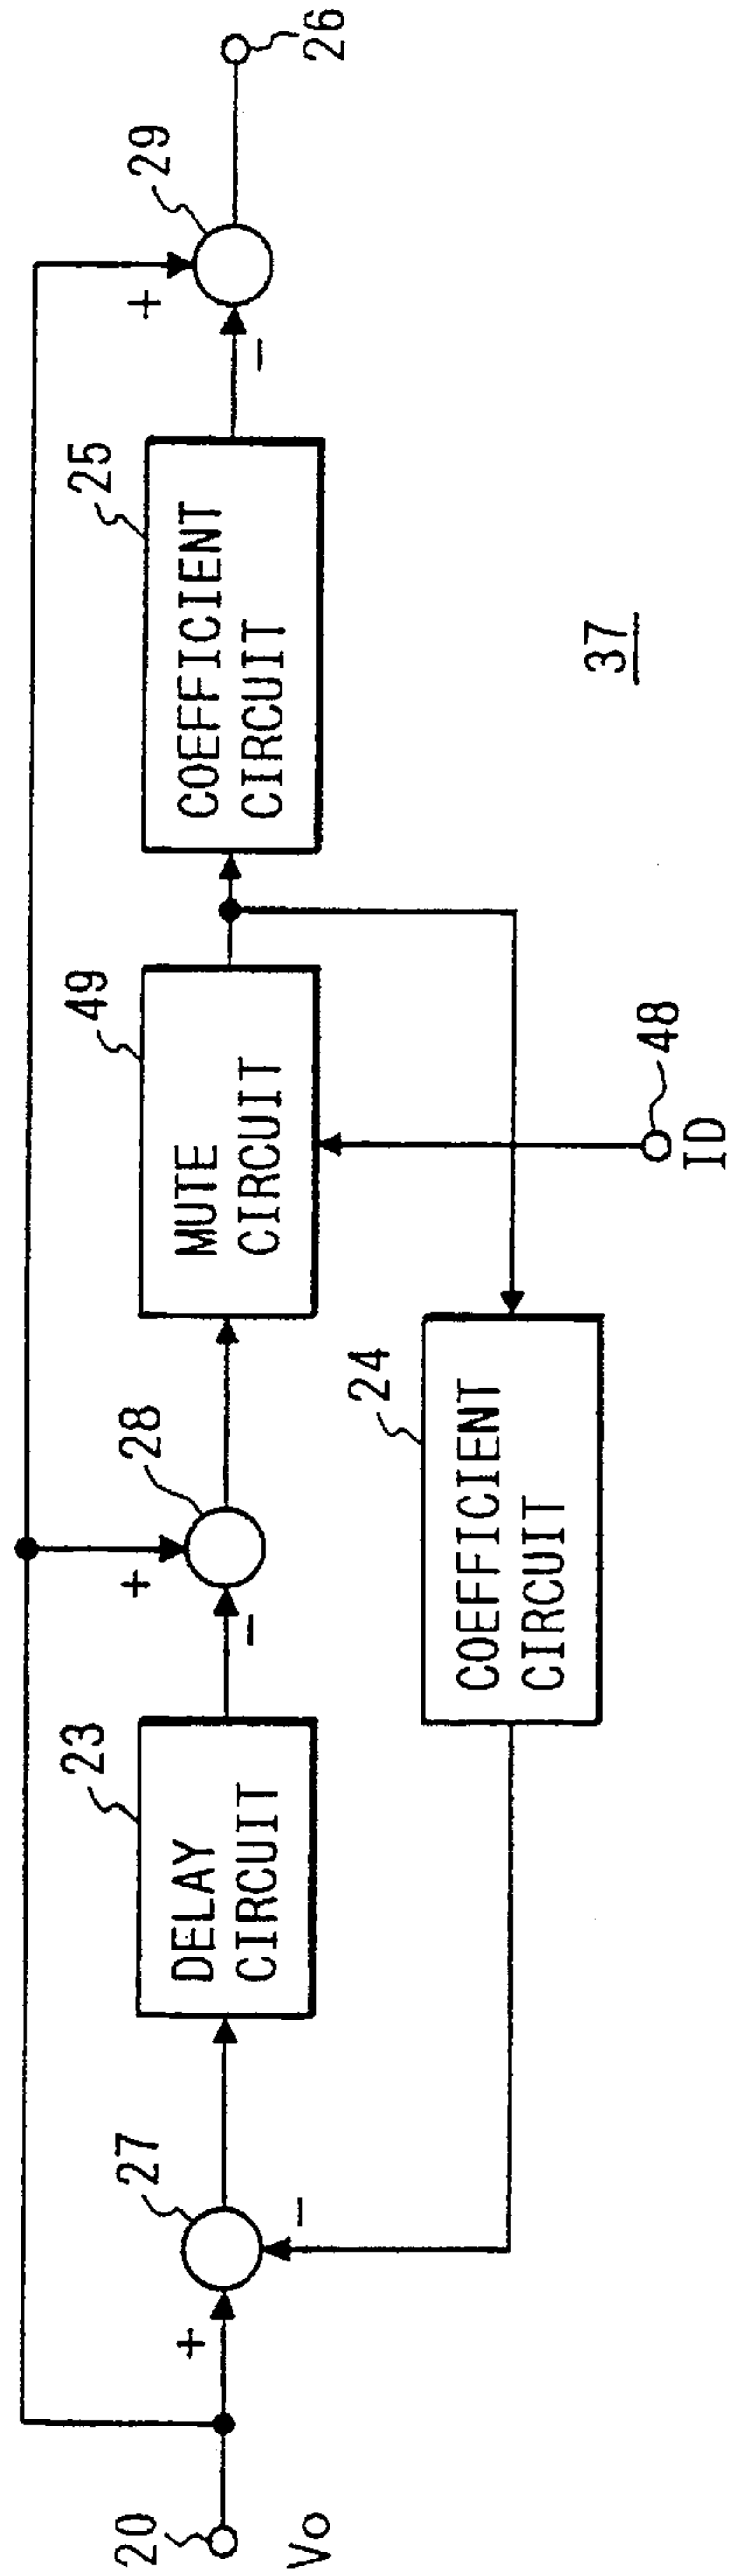 20
Vo
27
+
−
23
DELAY
CIRCUIT
28
+
−
49
MUTE
CIRCUIT
24
COEFFICIENT
CIRCUIT
48
ID
25
COEFFICIENT
CIRCUIT
29
+
−
26
37